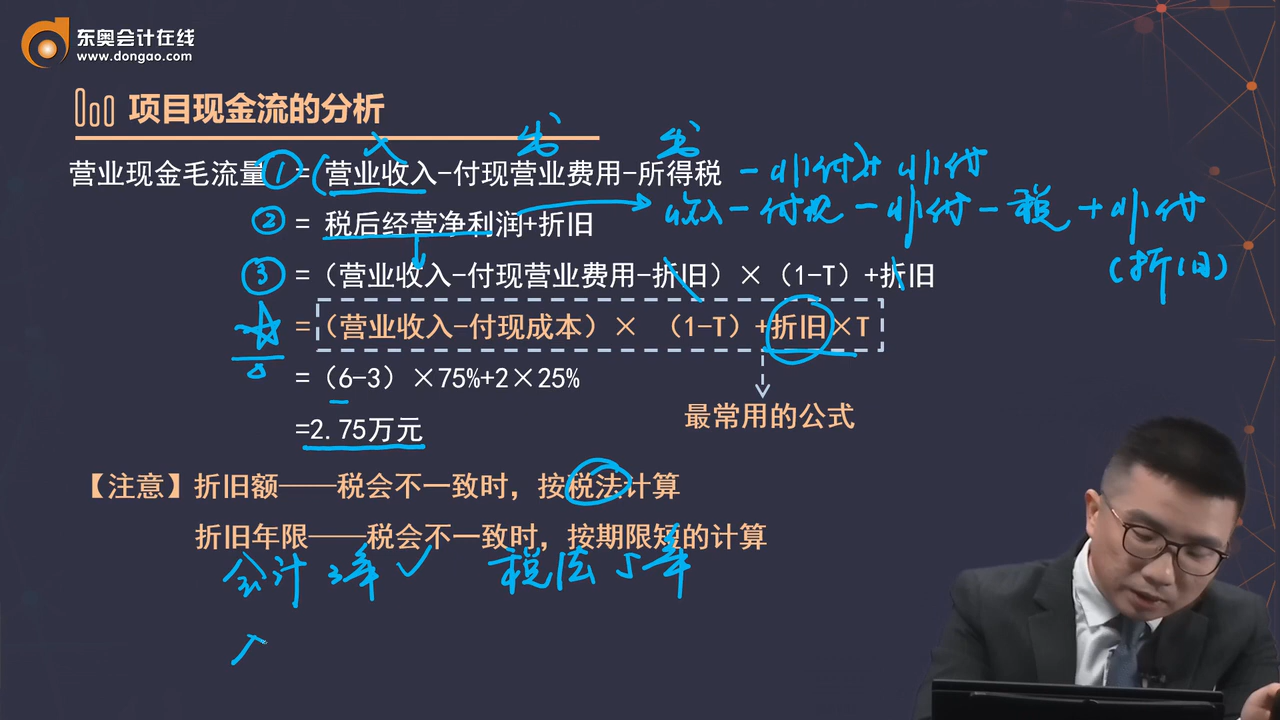 东奥会计在线
www.dongao.com
项目现金流的分析
入 出 出
营业现金毛流量① =(营业收入-付现营业费用-所得税 -非付)+非付
② = 税后经营净利润+折旧 收入-付现-非付-税+非付
(折旧)
③ =(营业收入-付现营业费用-折旧)×(1-T)+折旧
=(营业收入-付现成本)× (1-T)+折旧×T
=(6-3)×75%+2×25%
最常用的公式
=2.75万元
【注意】折旧额——税会不一致时，按税法计算
折旧年限——税会不一致时，按期限短的计算
会计3年✓ 税法5年